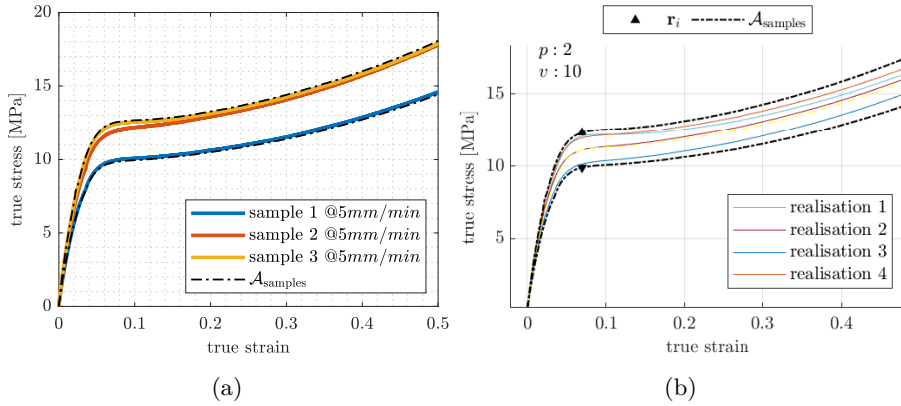 20
15
10
5
0
true stress [MPa]
sample 1 @5mm/min
sample 2 @5mm/min
sample 3 @5mm/min
𝒜samples
0 0.1 0.2 0.3 0.4 0.5
true strain
(a)
rᵢ 𝒜samples
p : 2
v : 10
15
10
5
true stress [MPa]
realisation 1
realisation 2
realisation 3
realisation 4
0 0.1 0.2 0.3 0.4
true strain
(b)